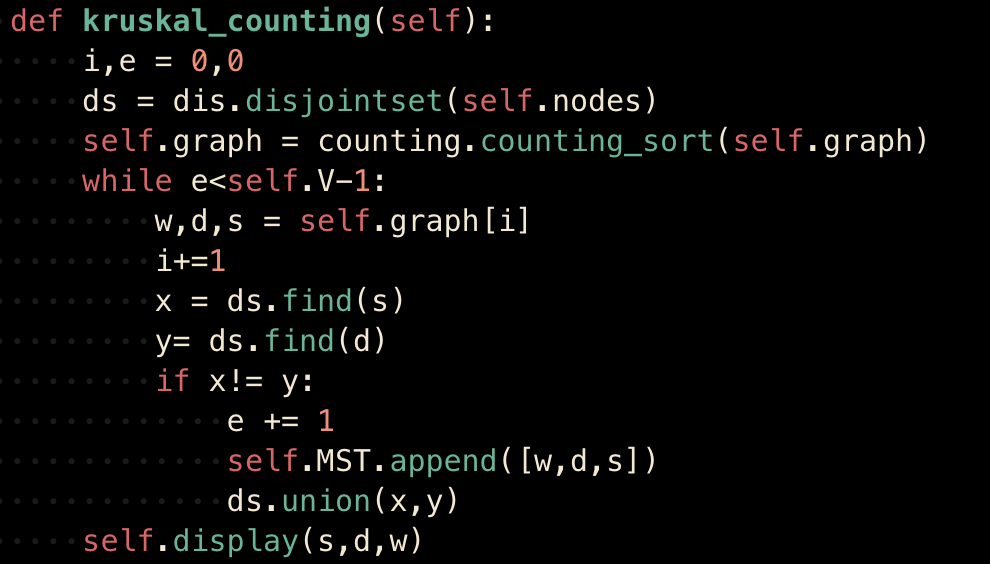 def kruskal_counting(self):
    i,e = 0,0
    ds = dis.disjointset(self.nodes)
    self.graph = counting.counting_sort(self.graph)
    while e<self.V-1:
        w,d,s = self.graph[i]
        i+=1
        x = ds.find(s)
        y= ds.find(d)
        if x!= y:
            e += 1
            self.MST.append([w,d,s])
            ds.union(x,y)
    self.display(s,d,w)